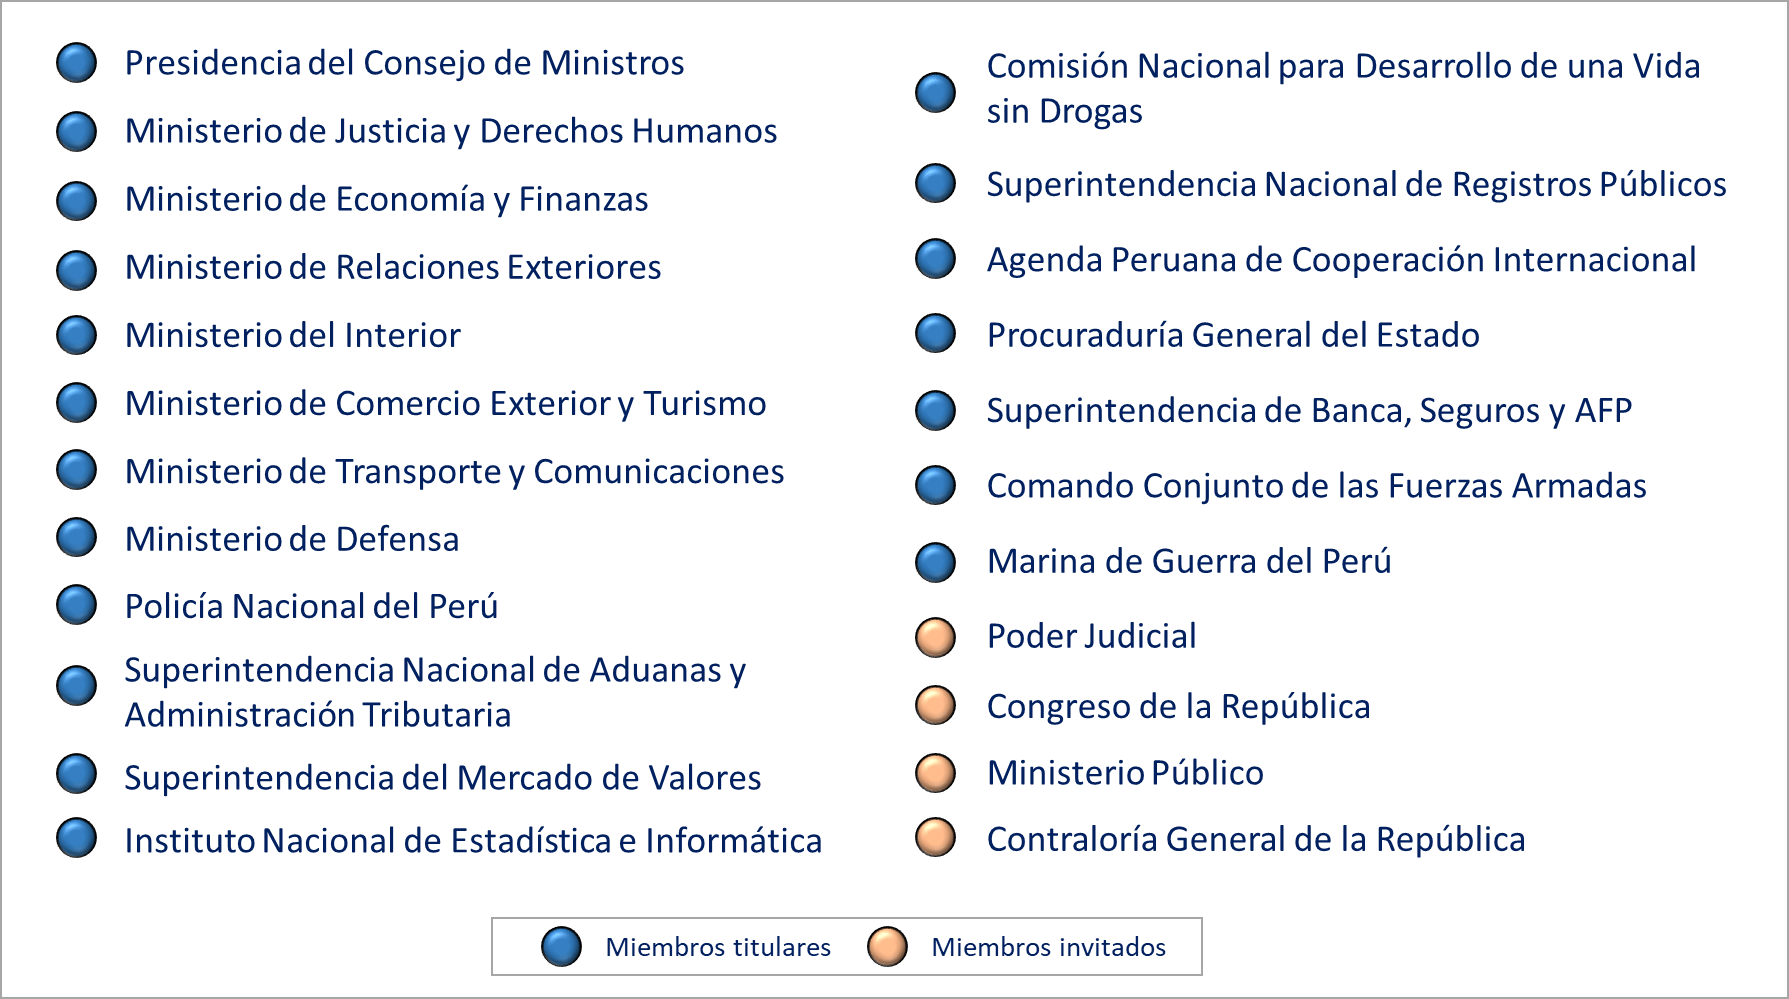 Presidencia del Consejo de Ministros
Ministerio de Justicia y Derechos Humanos
Ministerio de Economía y Finanzas
Ministerio de Relaciones Exteriores
Ministerio del Interior
Ministerio de Comercio Exterior y Turismo
Ministerio de Transporte y Comunicaciones
Ministerio de Defensa
Policía Nacional del Perú
Superintendencia Nacional de Aduanas y
Administración Tributaria
Superintendencia del Mercado de Valores
Instituto Nacional de Estadística e Informática
Comisión Nacional para Desarrollo de una Vida
sin Drogas
Superintendencia Nacional de Registros Públicos
Agenda Peruana de Cooperación Internacional
Procuraduría General del Estado
Superintendencia de Banca, Seguros y AFP
Comando Conjunto de las Fuerzas Armadas
Marina de Guerra del Perú
Poder Judicial
Congreso de la República
Ministerio Público
Contraloría General de la República
Miembros titulares
Miembros invitados